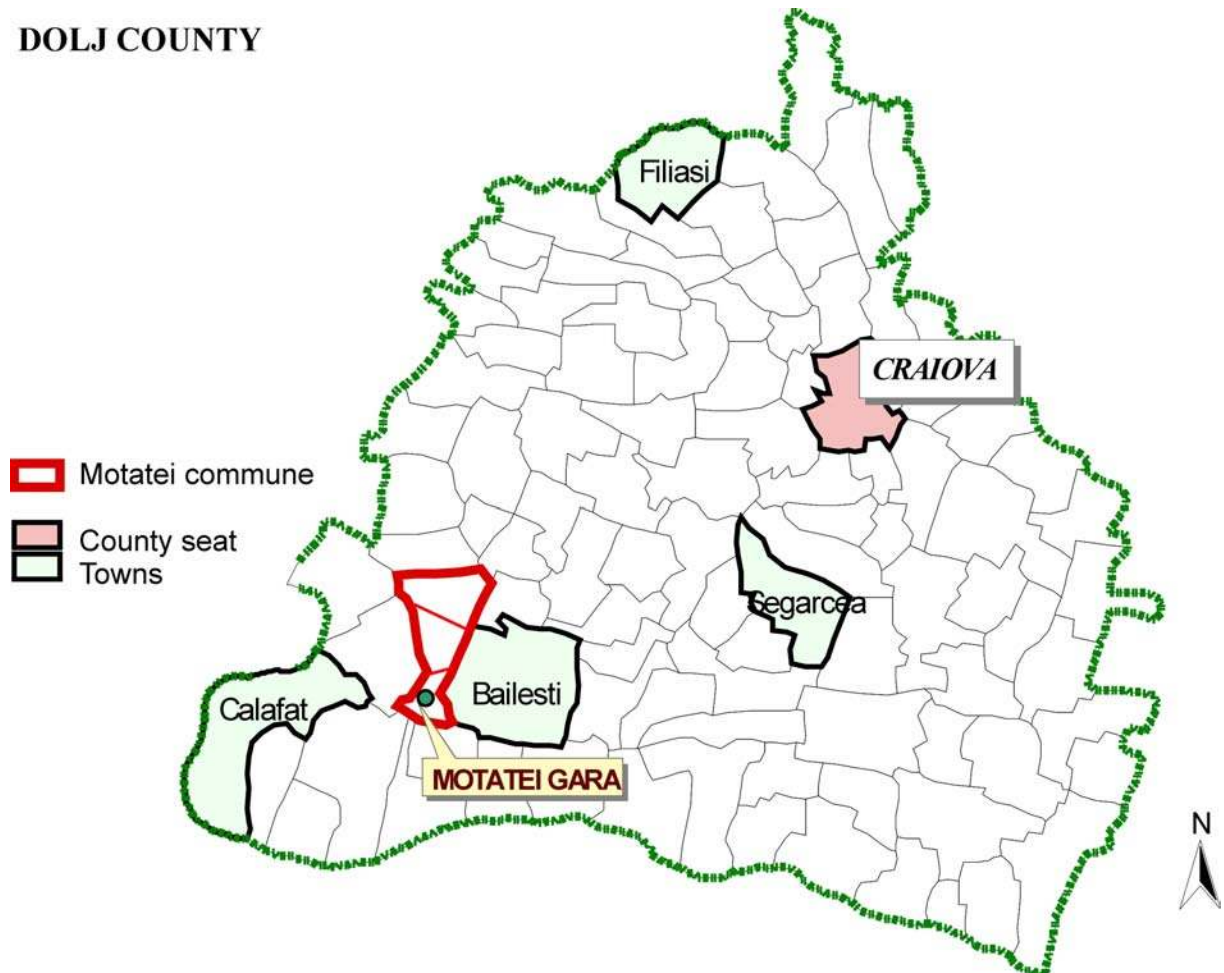 DOLJ COUNTY
Filiasi
CRAIOVA
Motatei commune
County seat
Towns
Segarcea
Calafat
Bailesti
MOTATEI GARA
N